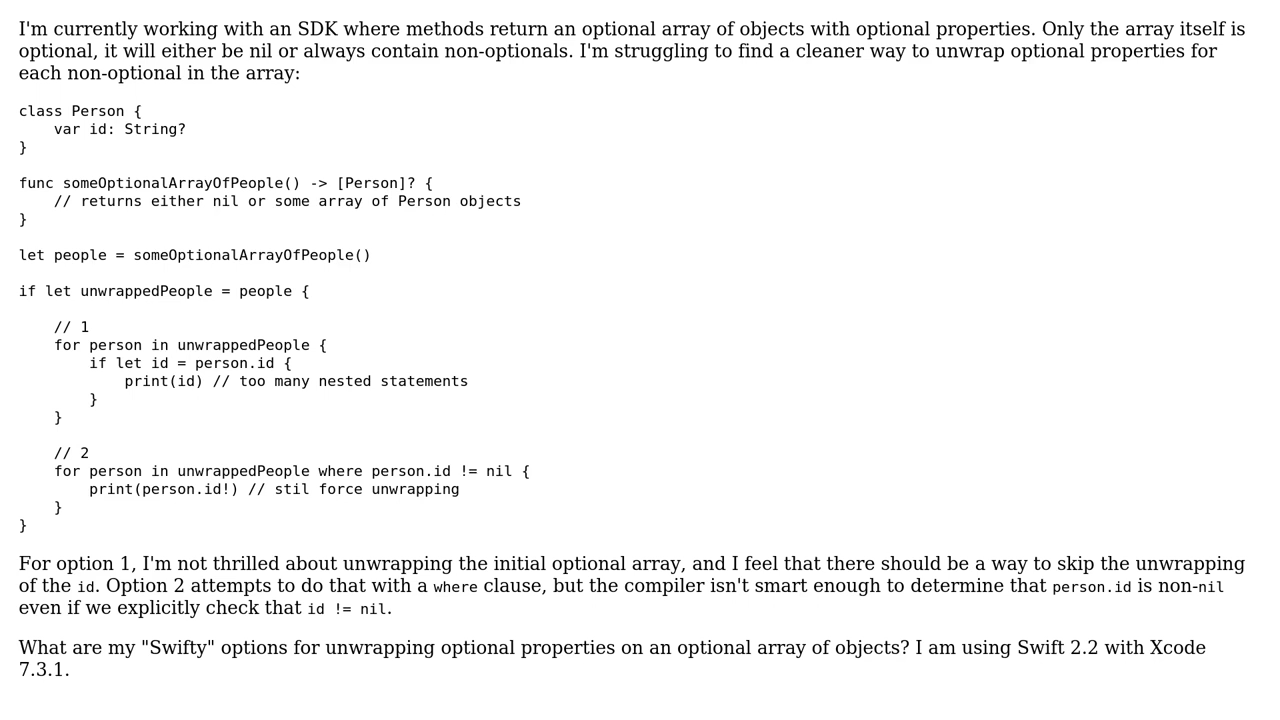 I'm currently working with an SDK where methods return an optional array of objects with optional properties. Only the array itself is
optional, it will either be nil or always contain non-optionals. I'm struggling to find a cleaner way to unwrap optional properties for
each non-optional in the array:
class Person {
    var id: String?
}
func someOptionalArrayOfPeople() -> [Person]? {
    // returns either nil or some array of Person objects
}
let people = someOptionalArrayOfPeople()
if let unwrappedPeople = people {
    // 1
    for person in unwrappedPeople {
        if let id = person.id {
            print(id) // too many nested statements
        }
    }
    // 2
    for person in unwrappedPeople where person.id != nil {
        print(person.id!) // stil force unwrapping
    }
}
For option 1, I'm not thrilled about unwrapping the initial optional array, and I feel that there should be a way to skip the unwrapping
of the id. Option 2 attempts to do that with a where clause, but the compiler isn't smart enough to determine that person.id is non-nil
even if we explicitly check that id != nil.
What are my "Swifty" options for unwrapping optional properties on an optional array of objects? I am using Swift 2.2 with Xcode
7.3.1.